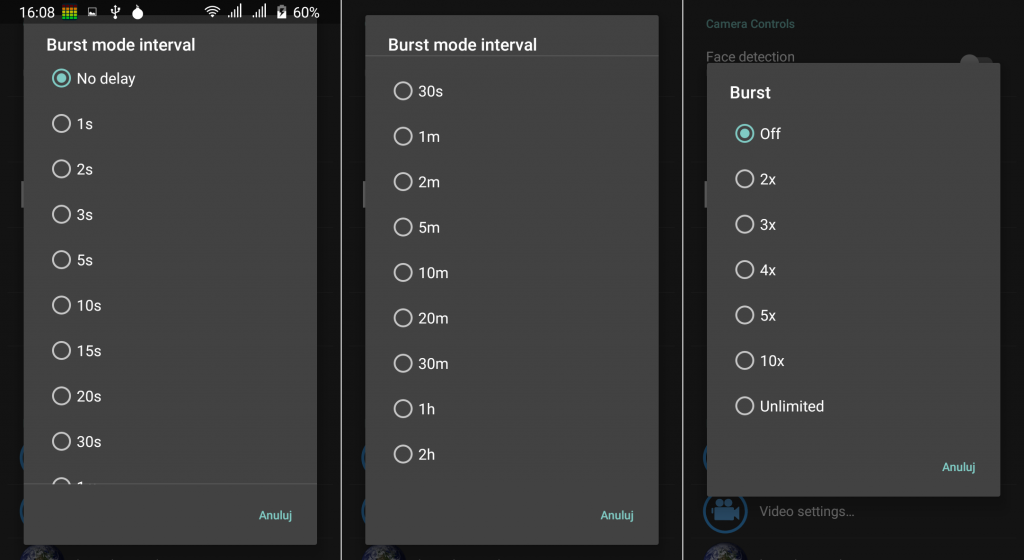 16:08 60%
Burst mode interval
No delay
1s
2s
3s
5s
10s
15s
20s
30s
Anuluj
Burst mode interval
30s
1m
2m
5m
10m
20m
30m
1h
2h
Anuluj
Camera Controls
Face detection
Burst
Off
2x
3x
4x
5x
10x
Unlimited
Anuluj
Video settings…